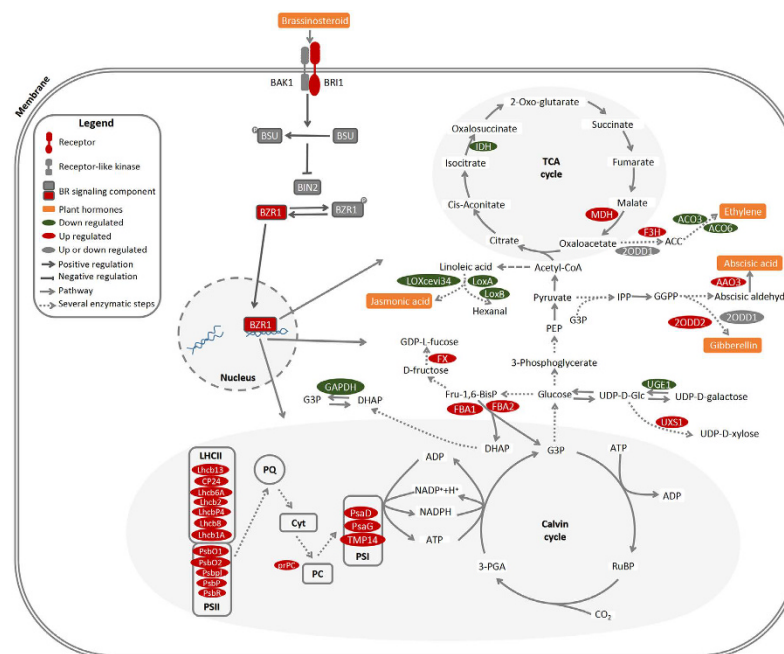 Brassinosteroid
BAK1
BRI1
Membrane
Legend
Receptor
Receptor-like kinase
BR signaling component
Plant hormones
Down regulated
Up regulated
Up or down regulated
Positive regulation
Negative regulation
Pathway
Several enzymatic steps
P
BSU
BSU
BIN2
BZR1
BZR1
P
BZR1
Nucleus
2-Oxo-glutarate
Oxalosuccinate
Succinate
IDH
Isocitrate
TCA
cycle
Fumarate
Cis-Aconitate
Malate
MDH
Citrate
Oxaloacetate
F3H
2ODD1
ACC
ACO3
ACO6
Ethylene
Linoleic acid
Acetyl-CoA
LOXcevi34
LoxA
LoxB
Jasmonic acid
Hexanal
Pyruvate
G3P
IPP
GGPP
Abscisic acid
AAO3
Abscisic aldehyd
2ODD2
2ODD1
Gibberellin
PEP
GDP-L-fucose
FX
D-fructose
3-Phosphoglycerate
GAPDH
G3P
DHAP
Fru-1,6-BisP
FBA1
FBA2
Glucose
UDP-D-Glc
UGE1
UDP-D-galactose
UXS1
UDP-D-xylose
DHAP
G3P
LHCII
Lhcb13
CP24
Lhcb6A
Lhcb2
LhcbP4
Lhcb8
Lhcb1A
PsbO1
PsbO2
PsbpI
PsbP
PsbR
PSII
PQ
Cyt
prPC
PC
PsaD
PsaG
TMP14
PSI
ADP
NADP⁺+H⁺
NADPH
ATP
ATP
ADP
Calvin
cycle
3-PGA
RuBP
CO₂